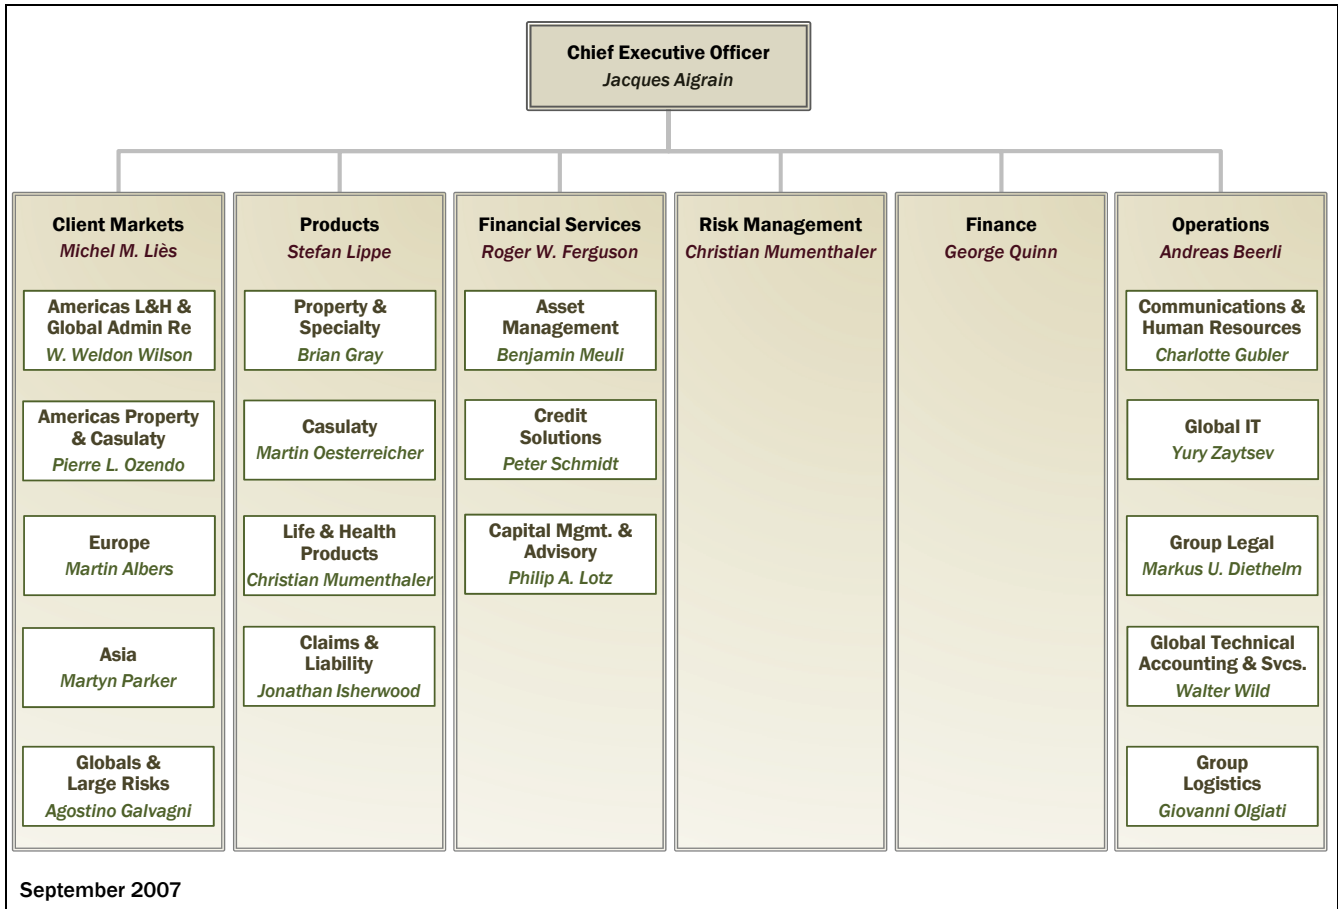 Chief Executive Officer
Jacques Aigrain
Client Markets
Michel M. Liès
Americas L&H &
Global Admin Re
W. Weldon Wilson
Americas Property
& Casulaty
Pierre L. Ozendo
Europe
Martin Albers
Asia
Martyn Parker
Globals &
Large Risks
Agostino Galvagni
Products
Stefan Lippe
Property &
Specialty
Brian Gray
Casulaty
Martin Oesterreicher
Life & Health
Products
Christian Mumenthaler
Claims &
Liability
Jonathan Isherwood
Financial Services
Roger W. Ferguson
Asset
Management
Benjamin Meuli
Credit
Solutions
Peter Schmidt
Capital Mgmt. &
Advisory
Philip A. Lotz
Risk Management
Christian Mumenthaler
Finance
George Quinn
Operations
Andreas Beerli
Communications &
Human Resources
Charlotte Gubler
Global IT
Yury Zaytsev
Group Legal
Markus U. Diethelm
Global Technical
Accounting & Svcs.
Walter Wild
Group
Logistics
Giovanni Olgiati
September 2007